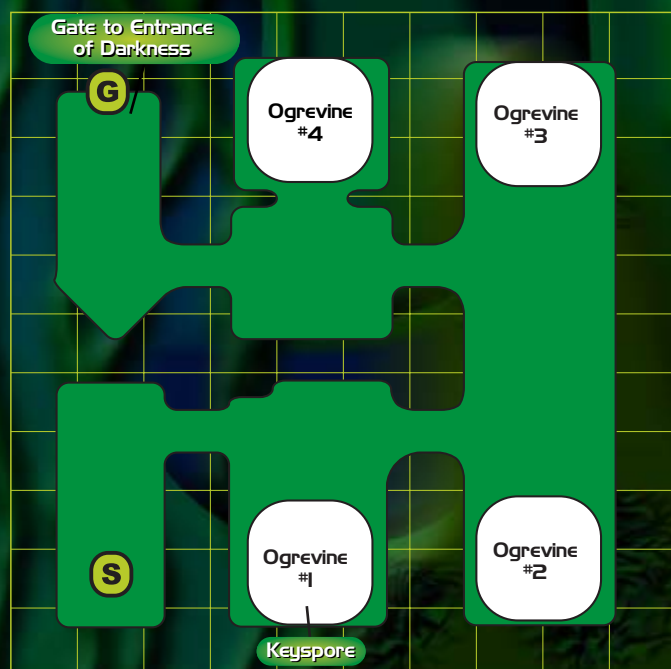 Gate to Entrance
of Darkness
G
Ogrevine
#4
Ogrevine
#3
S
Ogrevine
#1
Ogrevine
#2
Keyspore